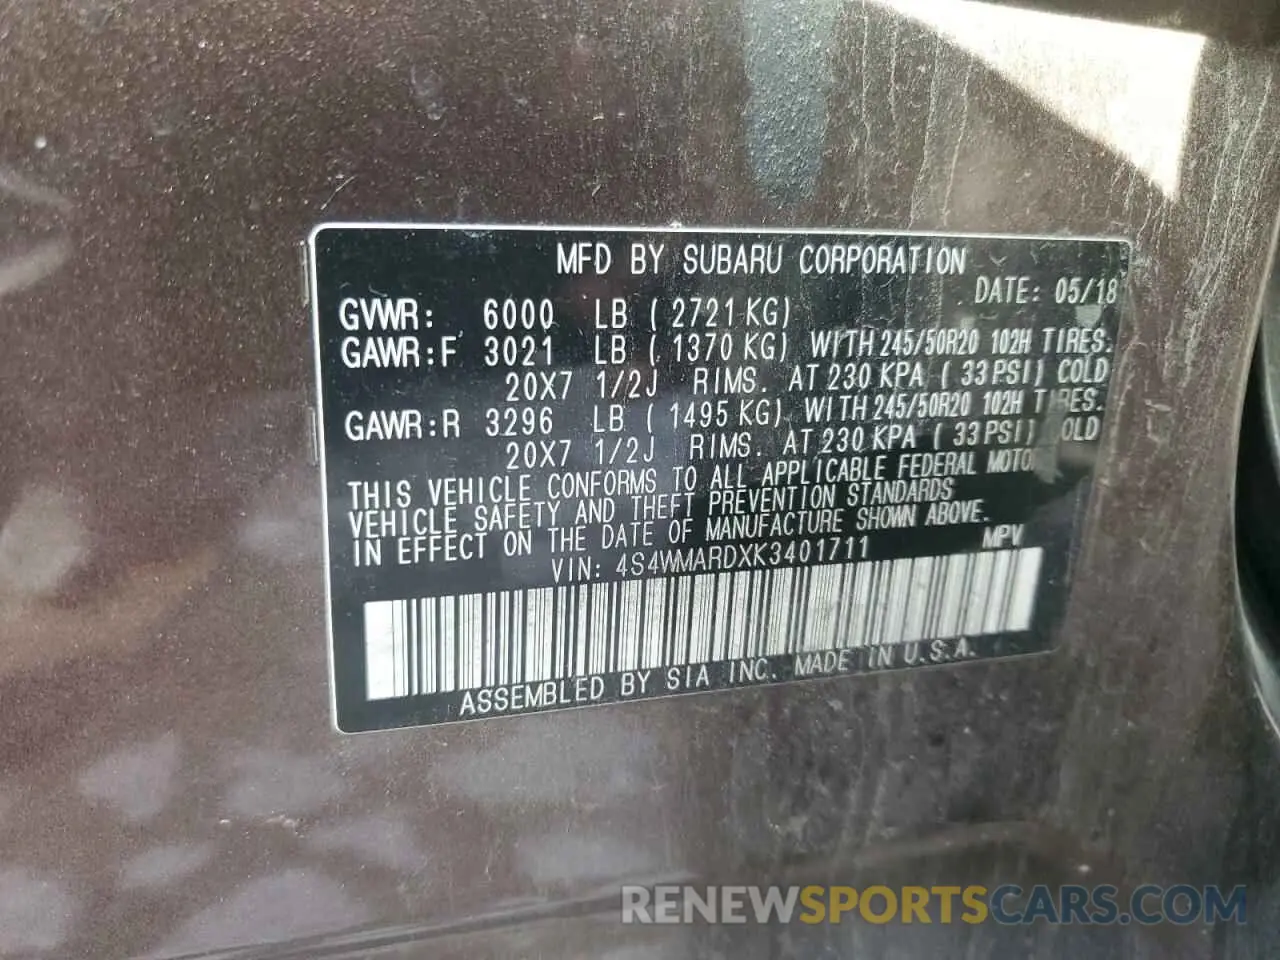 MFD BY SUBARU CORPORATION
DATE: 05/18
GVWR: 6000 LB ( 2721 KG)
GAWR:F 3021 LB ( 1370 KG) WITH 245/50R20 102H TIRES.
20X7 1/2J RIMS. AT 230 KPA ( 33 PSI) COLD
GAWR:R 3296 LB ( 1495 KG) WITH 245/50R20 102H TIRES.
20X7 1/2J RIMS. AT 230 KPA ( 33 PSI) COLD
THIS VEHICLE CONFORMS TO ALL APPLICABLE FEDERAL MOTOR
VEHICLE SAFETY AND THEFT PREVENTION STANDARDS
IN EFFECT ON THE DATE OF MANUFACTURE SHOWN ABOVE.
VIN: 4S4WMARDXK3401711 MPV
ASSEMBLED BY SIA INC. MADE IN U.S.A.
RENEWSPORTSCARS.COM